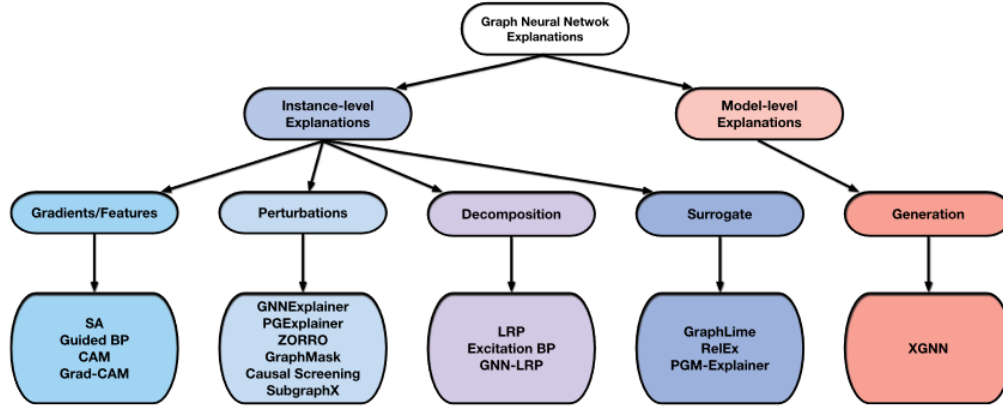 Graph Neural Netwok
Explanations
Instance-level
Explanations
Model-level
Explanations
Gradients/Features
Perturbations
Decomposition
Surrogate
Generation
SA
Guided BP
CAM
Grad-CAM
GNNExplainer
PGExplainer
ZORRO
GraphMask
Causal Screening
SubgraphX
LRP
Excitation BP
GNN-LRP
GraphLime
RelEx
PGM-Explainer
XGNN